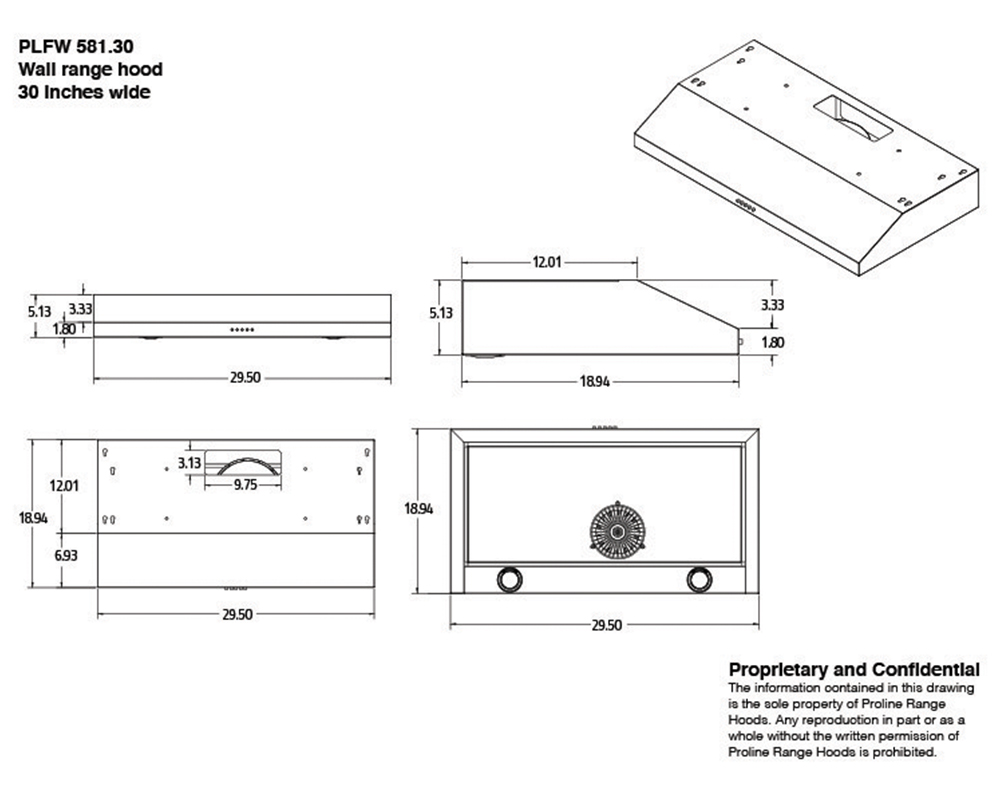 PLFW 581.30
Wall range hood
30 Inches wide
12.01
5.13
3.33
1.80
29.50
5.13
3.33
1.80
18.94
3.13
9.75
12.01
18.94
6.93
29.50
18.94
29.50
Proprietary and Confidential
The information contained in this drawing
is the sole property of Proline Range
Hoods. Any reproduction in part or as a
whole without the written permission of
Proline Range Hoods is prohibited.